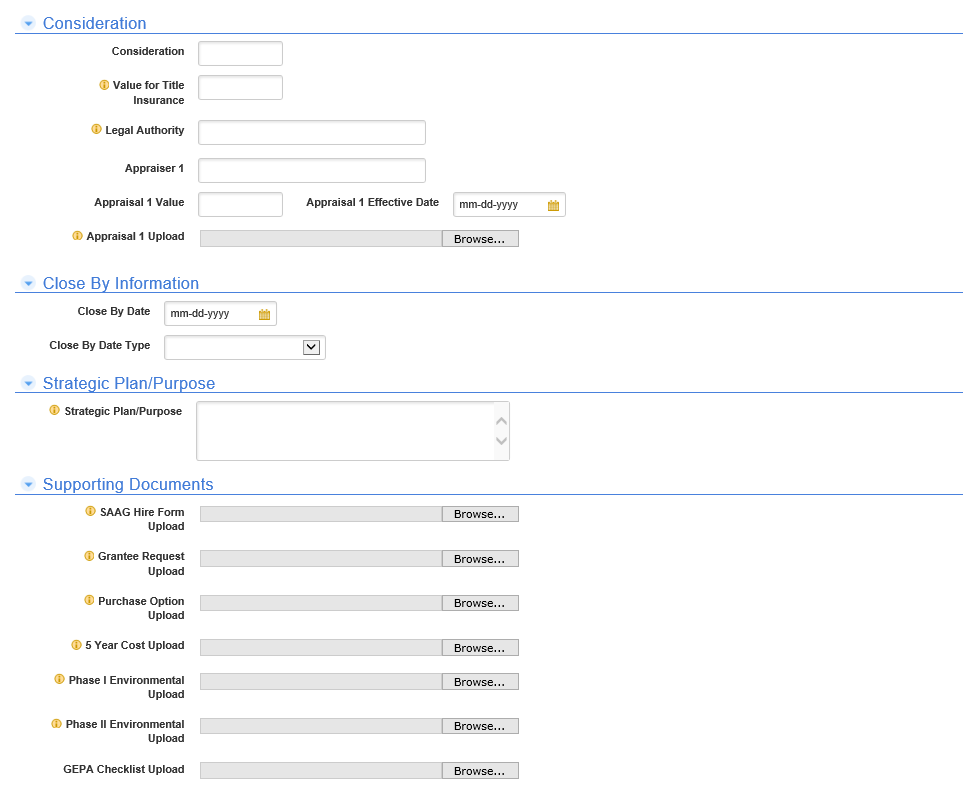 Consideration
Consideration
Value for Title
Insurance
Legal Authority
Appraiser 1
Appraisal 1 Value
Appraisal 1 Effective Date
mm-dd-yyyy
Appraisal 1 Upload
Browse...
Close By Information
Close By Date
mm-dd-yyyy
Close By Date Type
Strategic Plan/Purpose
Strategic Plan/Purpose
Supporting Documents
SAAG Hire Form
Upload
Browse...
Grantee Request
Upload
Browse...
Purchase Option
Upload
Browse...
5 Year Cost Upload
Browse...
Phase I Environmental
Upload
Browse...
Phase II Environmental
Upload
Browse...
GEPA Checklist Upload
Browse...